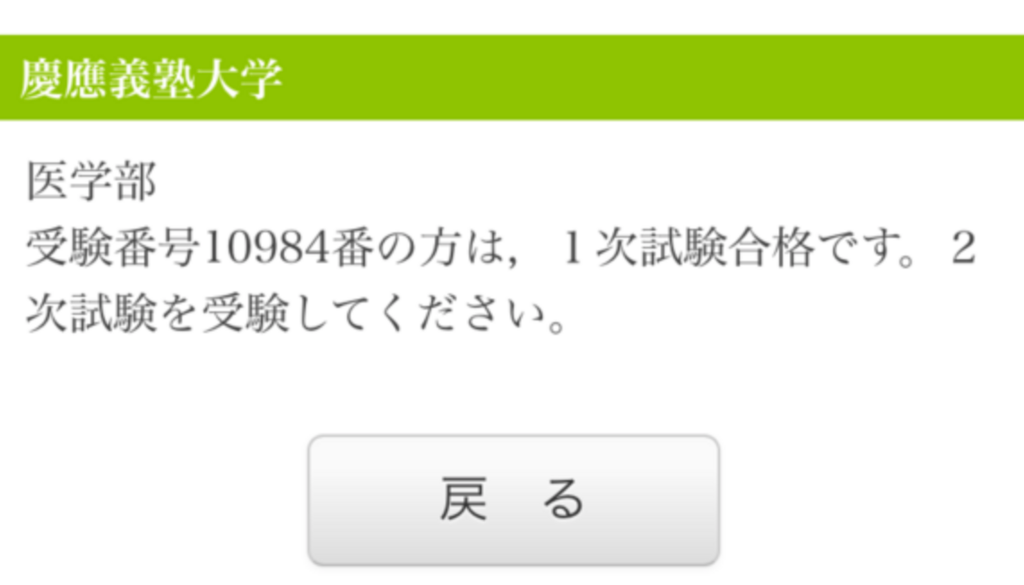 慶應義塾大学
医学部
受験番号10984番の方は，１次試験合格です。２
次試験を受験してください。
戻　る